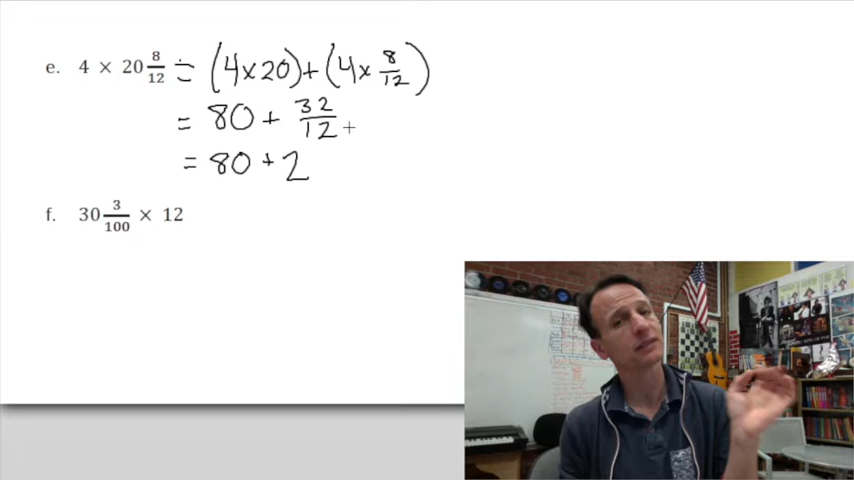 e. 4 × 20 8/12 = (4×20)+(4× 8/12)
= 80 + 32/12
= 80 + 2
f. 30 3/100 × 12